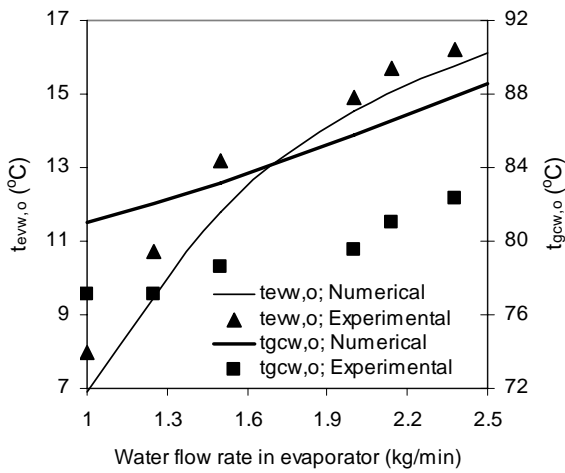 17
15
13
11
9
7
tevw,o (oC)
92
88
84
80
76
72
tgcw,o (oC)
tevw,o; Numerical
tevw,o; Experimental
tgcw,o; Numerical
tgcw,o; Experimental
1 1.3 1.6 1.9 2.2 2.5
Water flow rate in evaporator (kg/min)